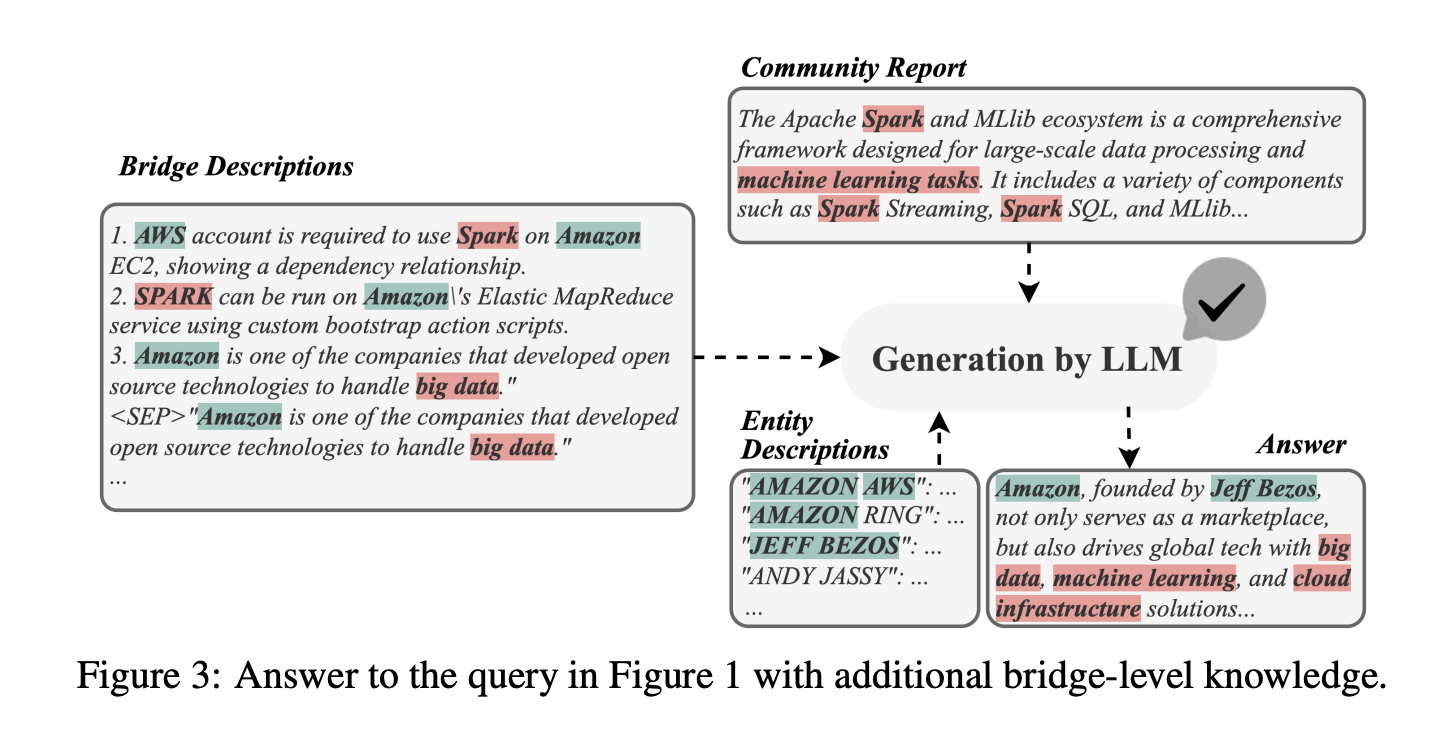 Community Report
The Apache Spark and MLlib ecosystem is a comprehensive
framework designed for large-scale data processing and
machine learning tasks. It includes a variety of components
such as Spark Streaming, Spark SQL, and MLlib...
Bridge Descriptions
1. AWS account is required to use Spark on Amazon
EC2, showing a dependency relationship.
2. SPARK can be run on Amazon\'s Elastic MapReduce
service using custom bootstrap action scripts.
3. Amazon is one of the companies that developed open
source technologies to handle big data."
<SEP>"Amazon is one of the companies that developed
open source technologies to handle big data."
...
Generation by LLM
Entity
Descriptions
"AMAZON AWS": ...
"AMAZON RING": ...
"JEFF BEZOS": ...
"ANDY JASSY": ...
...
Answer
Amazon, founded by Jeff Bezos,
not only serves as a marketplace,
but also drives global tech with big
data, machine learning, and cloud
infrastructure solutions...
Figure 3: Answer to the query in Figure 1 with additional bridge-level knowledge.